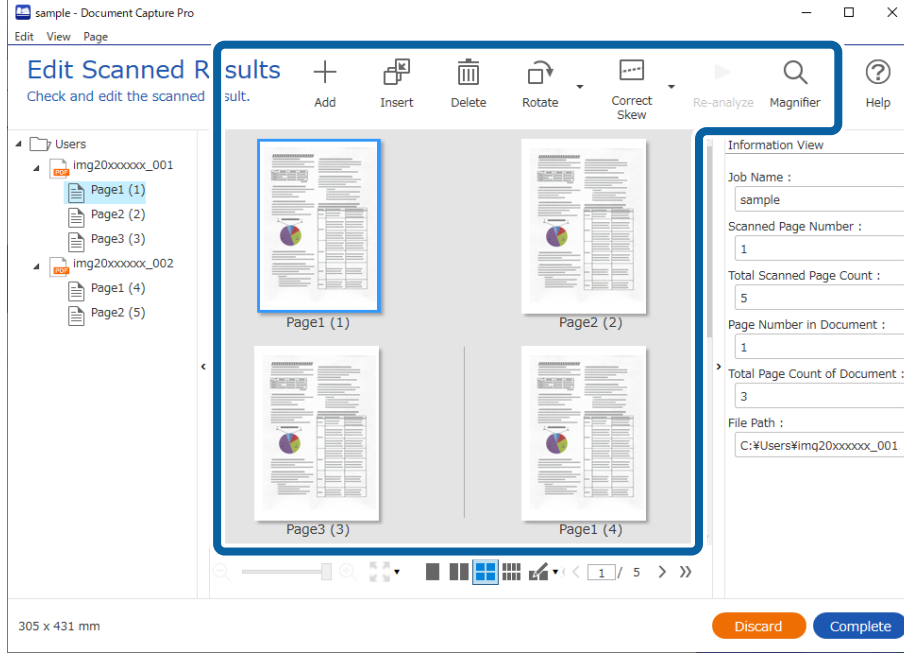 sample - Document Capture Pro
Edit View Page
Edit Scanned R sults
Check and edit the scanned sult.
Add
Insert
Delete
Rotate
Correct Skew
Re-analyze
Magnifier
Help
Users
img20xxxxxx_001
PDF
Page1 (1)
Page2 (2)
Page3 (3)
img20xxxxxx_002
PDF
Page1 (4)
Page2 (5)
Page1 (1)
Page2 (2)
Page3 (3)
Page1 (4)
Information View
Job Name :
sample
Scanned Page Number :
1
Total Scanned Page Count :
5
Page Number in Document :
1
Total Page Count of Document :
3
File Path :
C:¥Users¥img20xxxxxx_001
1 / 5
305 x 431 mm
Discard
Complete